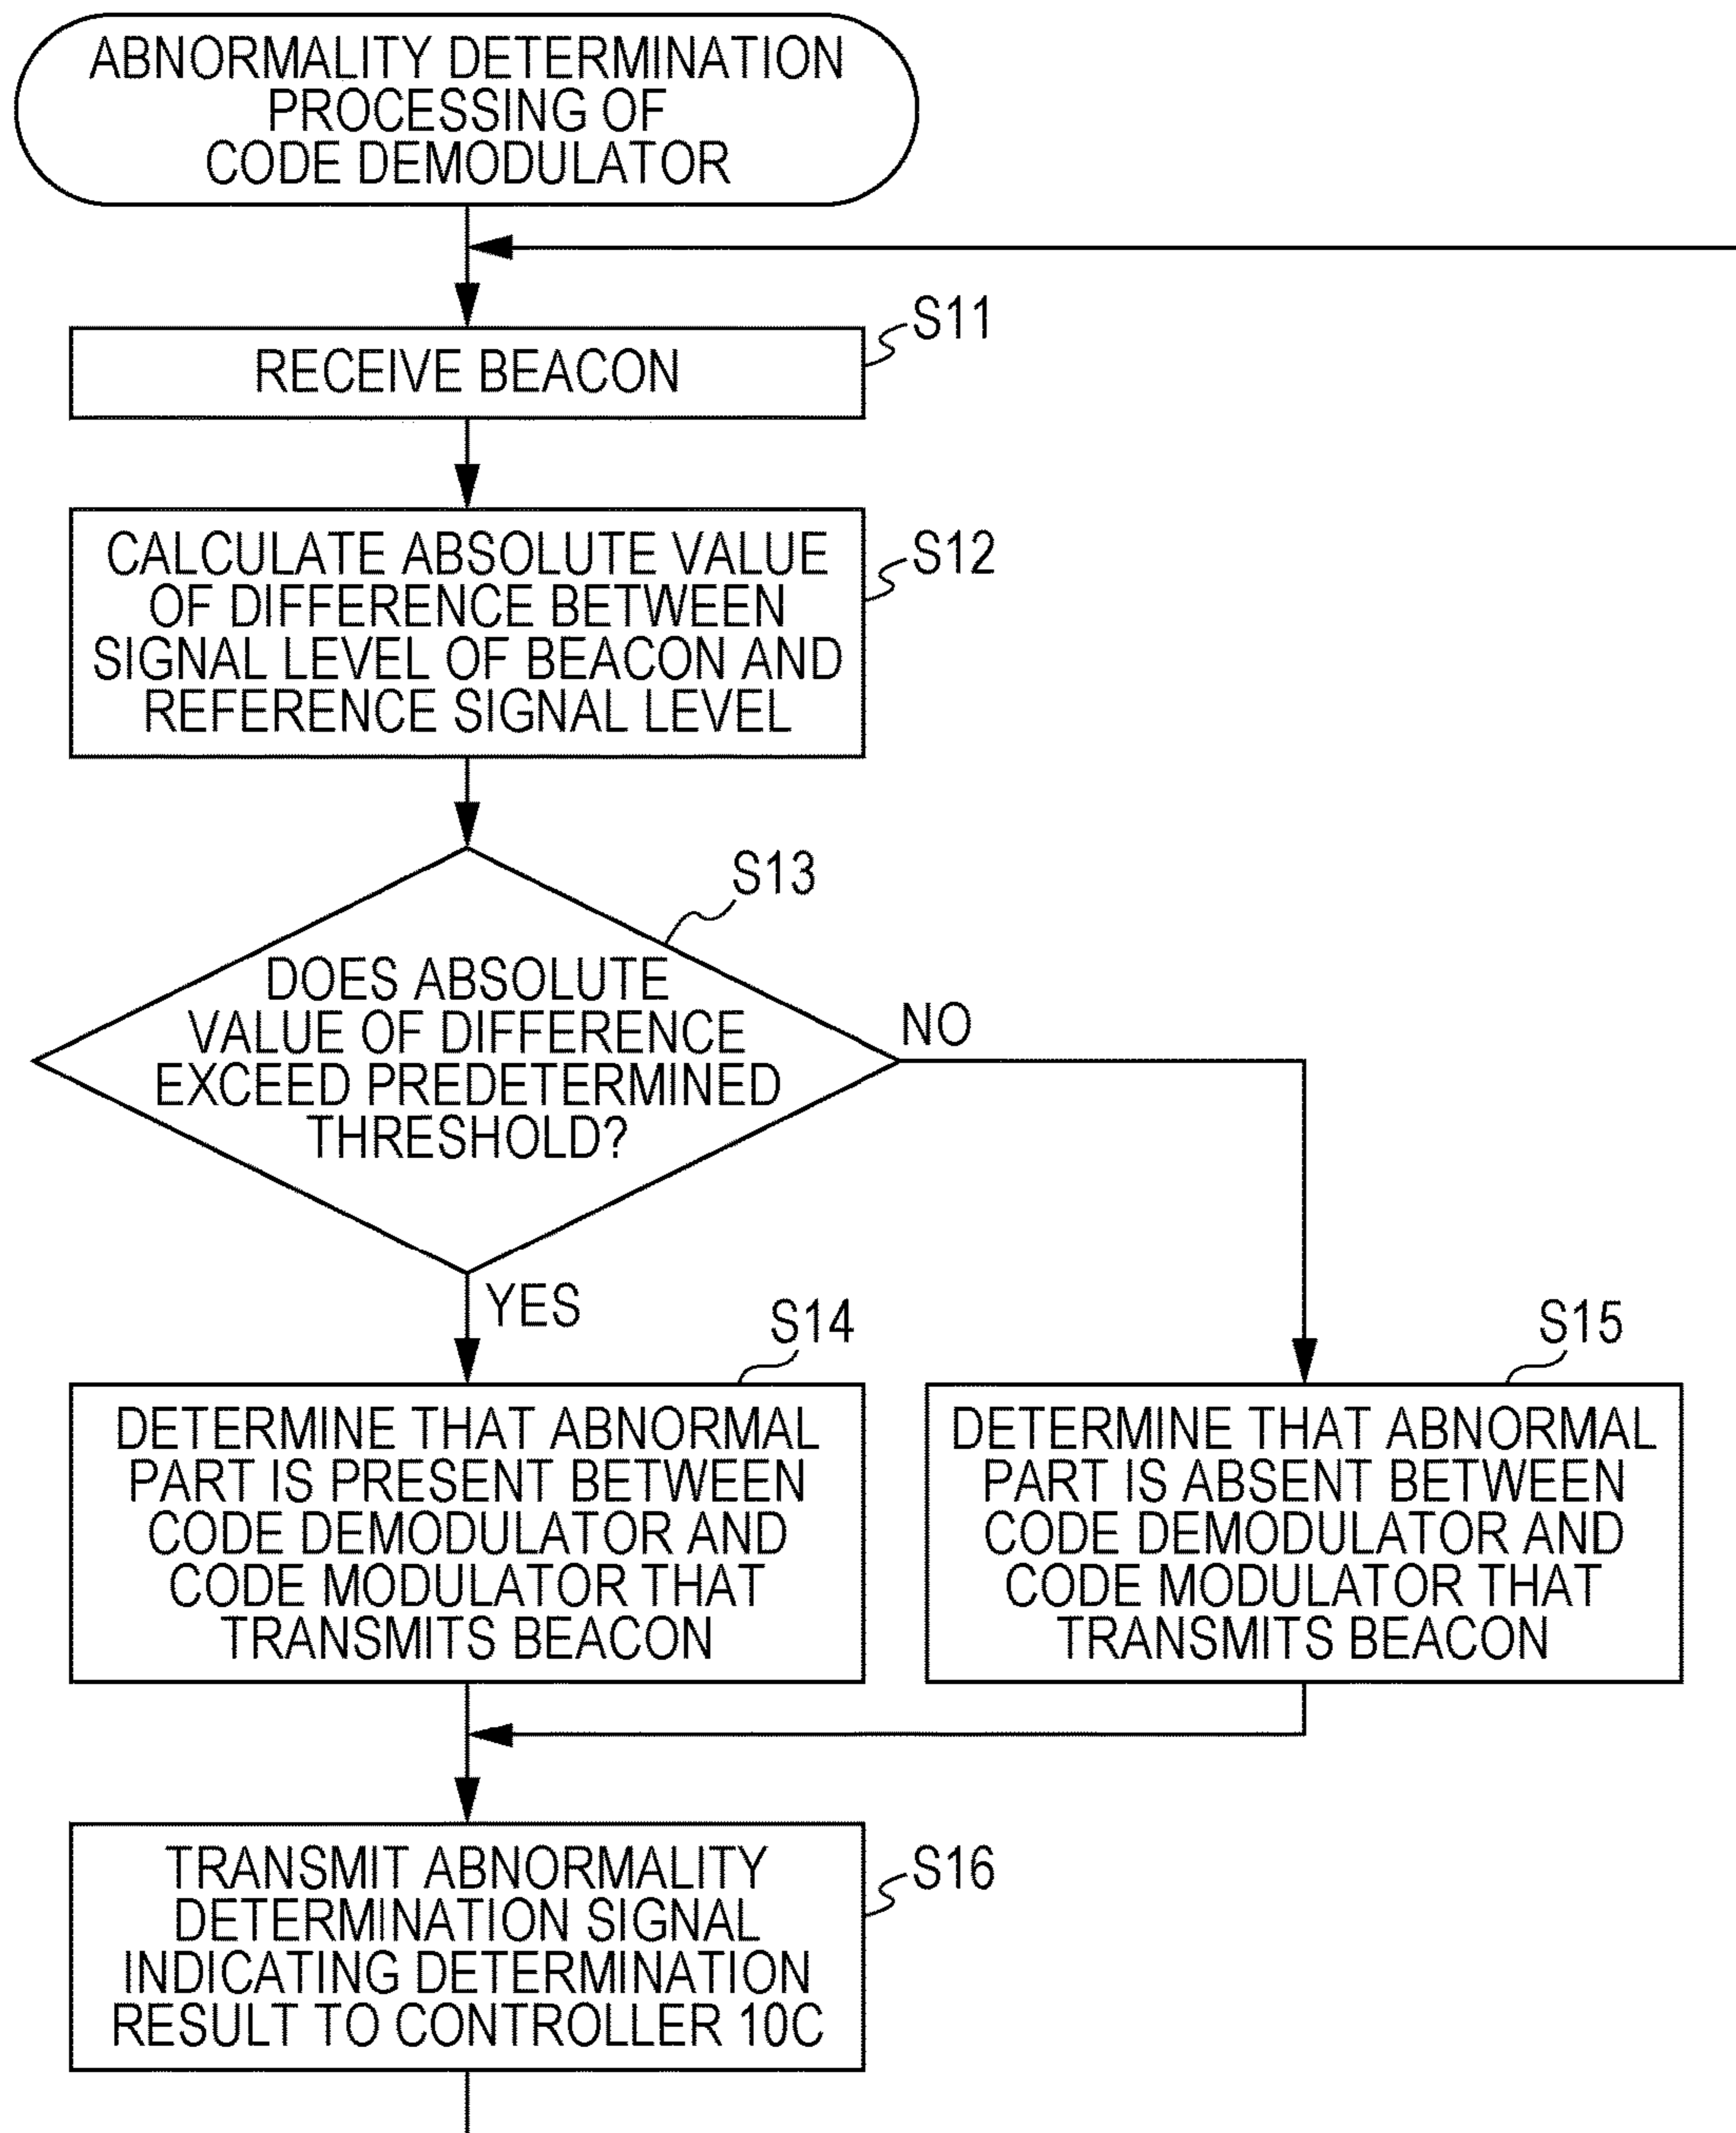 ABNORMALITY DETERMINATION
PROCESSING OF
CODE DEMODULATOR
S11
RECEIVE BEACON
S12
CALCULATE ABSOLUTE VALUE
OF DIFFERENCE BETWEEN
SIGNAL LEVEL OF BEACON AND
REFERENCE SIGNAL LEVEL
S13
DOES ABSOLUTE
VALUE OF DIFFERENCE
EXCEED PREDETERMINED
THRESHOLD?
NO
YES
S14
DETERMINE THAT ABNORMAL
PART IS PRESENT BETWEEN
CODE DEMODULATOR AND
CODE MODULATOR THAT
TRANSMITS BEACON
S15
DETERMINE THAT ABNORMAL
PART IS ABSENT BETWEEN
CODE DEMODULATOR AND
CODE MODULATOR THAT
TRANSMITS BEACON
S16
TRANSMIT ABNORMALITY
DETERMINATION SIGNAL
INDICATING DETERMINATION
RESULT TO CONTROLLER 10C